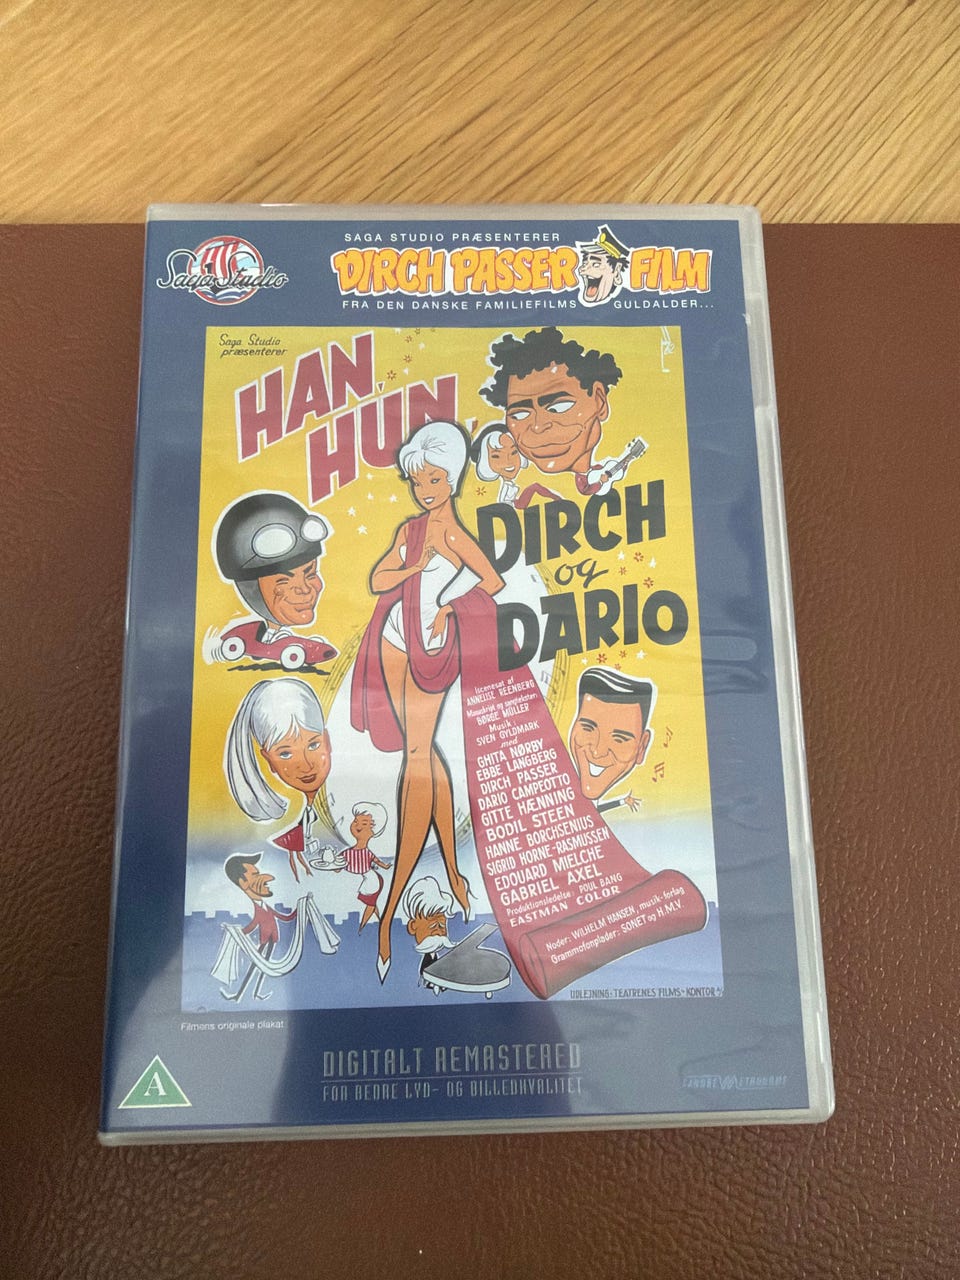 Saga Studio
SAGA STUDIO PRÆSENTERER
DIRCH PASSER FILM
FRA DEN DANSKE FAMILIEFILMS GULDALDER...
Saga Studio
præsenterer
HAN,
HUN,
DIRCH
og
DARIO
Iscenesat af
ANNELISE REENBERG
Manuskript og sangtekster:
BØRGE MÜLLER
Musik:
SVEN GYLDMARK
med
GHITA NØRBY
EBBE LANGBERG
DIRCH PASSER
DARIO CAMPEOTTO
GITTE HÆNNING
BODIL STEEN
HANNE BORCHSENIUS
SIGRID HORNE-RASMUSSEN
EDOUARD MIELCHE
GABRIEL AXEL
Produktionsledelse: POUL BANG
EASTMAN COLOR
Noder: WILHELM HANSEN, musik-forlag
Grammofonplader: SONET og H.M.V.
UDLEJNING: TEATRENES FILMS-KONTOR A/S
Filmens originale plakat
DIGITALT REMASTERED
FOR BEDRE LYD- OG BILLEDKVALITET
A
SANDREW METRONOME